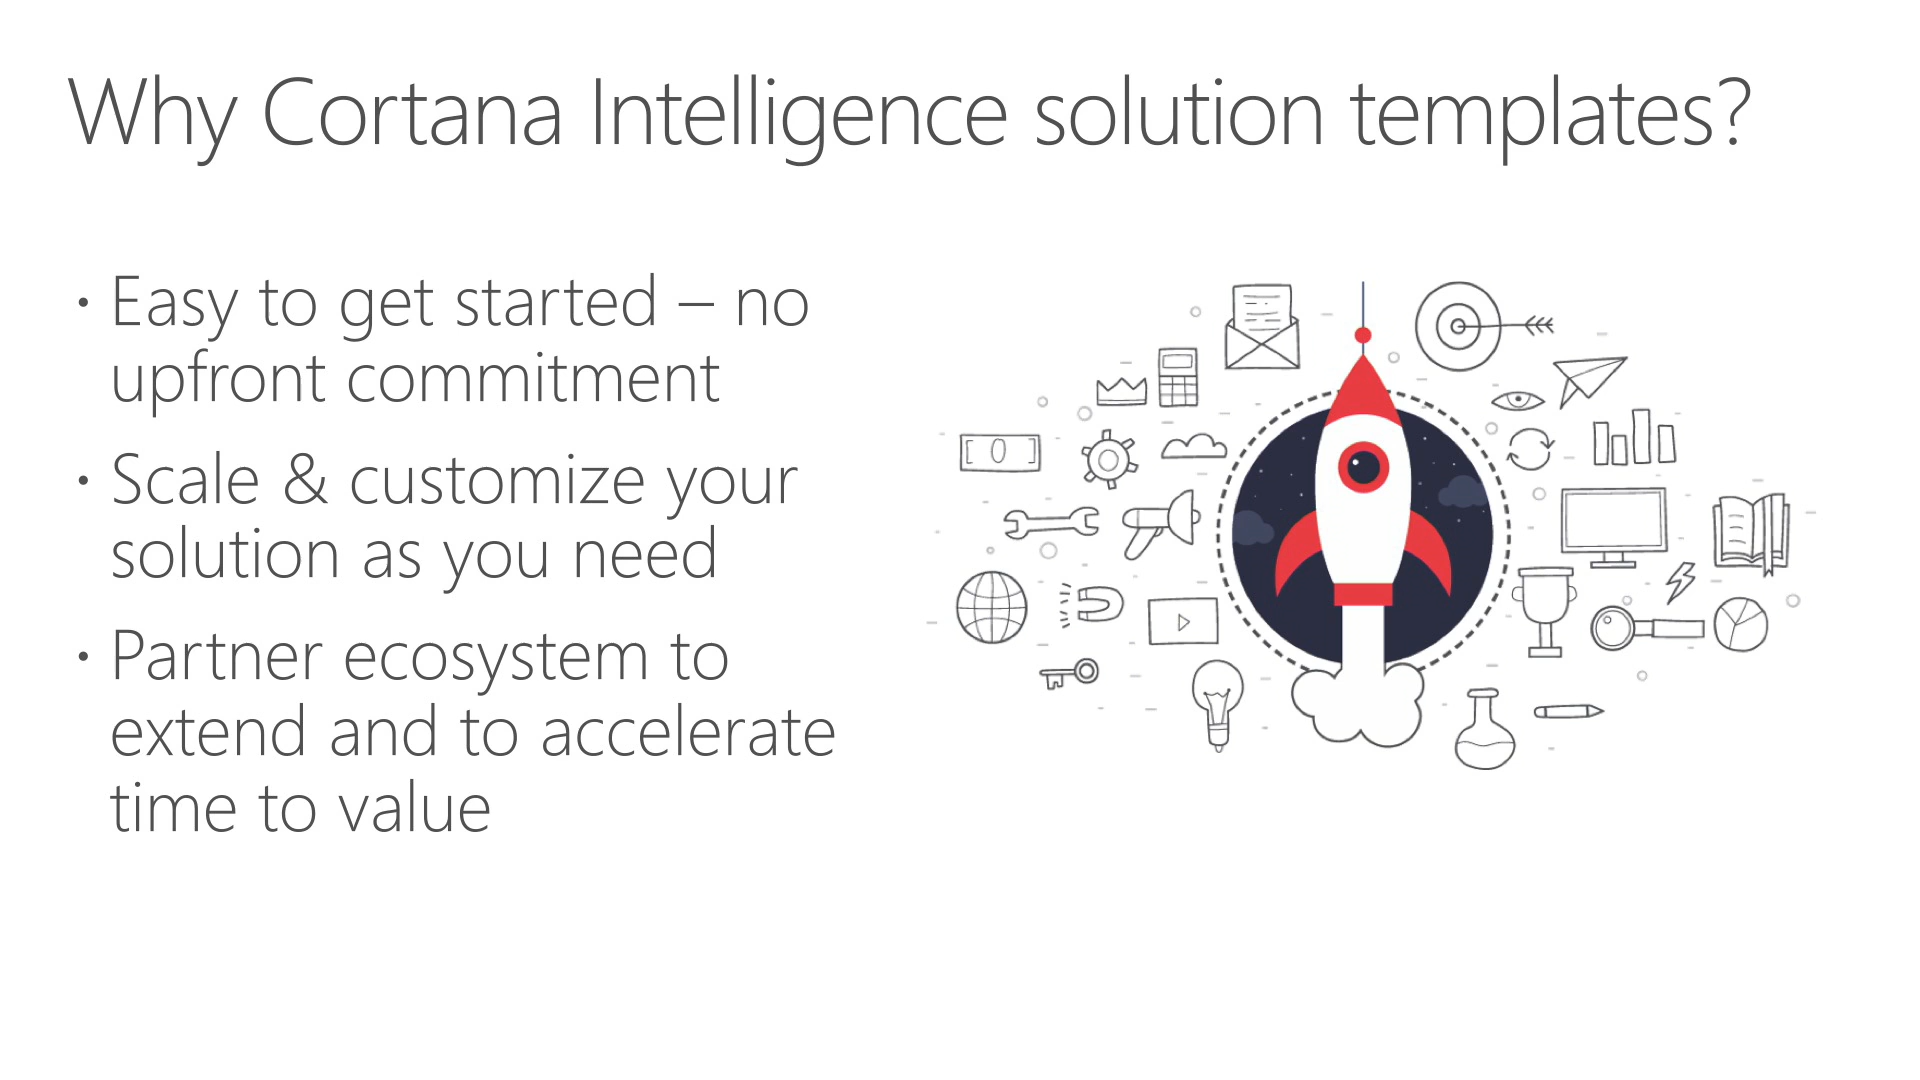 Why Cortana Intelligence solution templates?
· Easy to get started – no
upfront commitment
· Scale & customize your
solution as you need
· Partner ecosystem to
extend and to accelerate
time to value